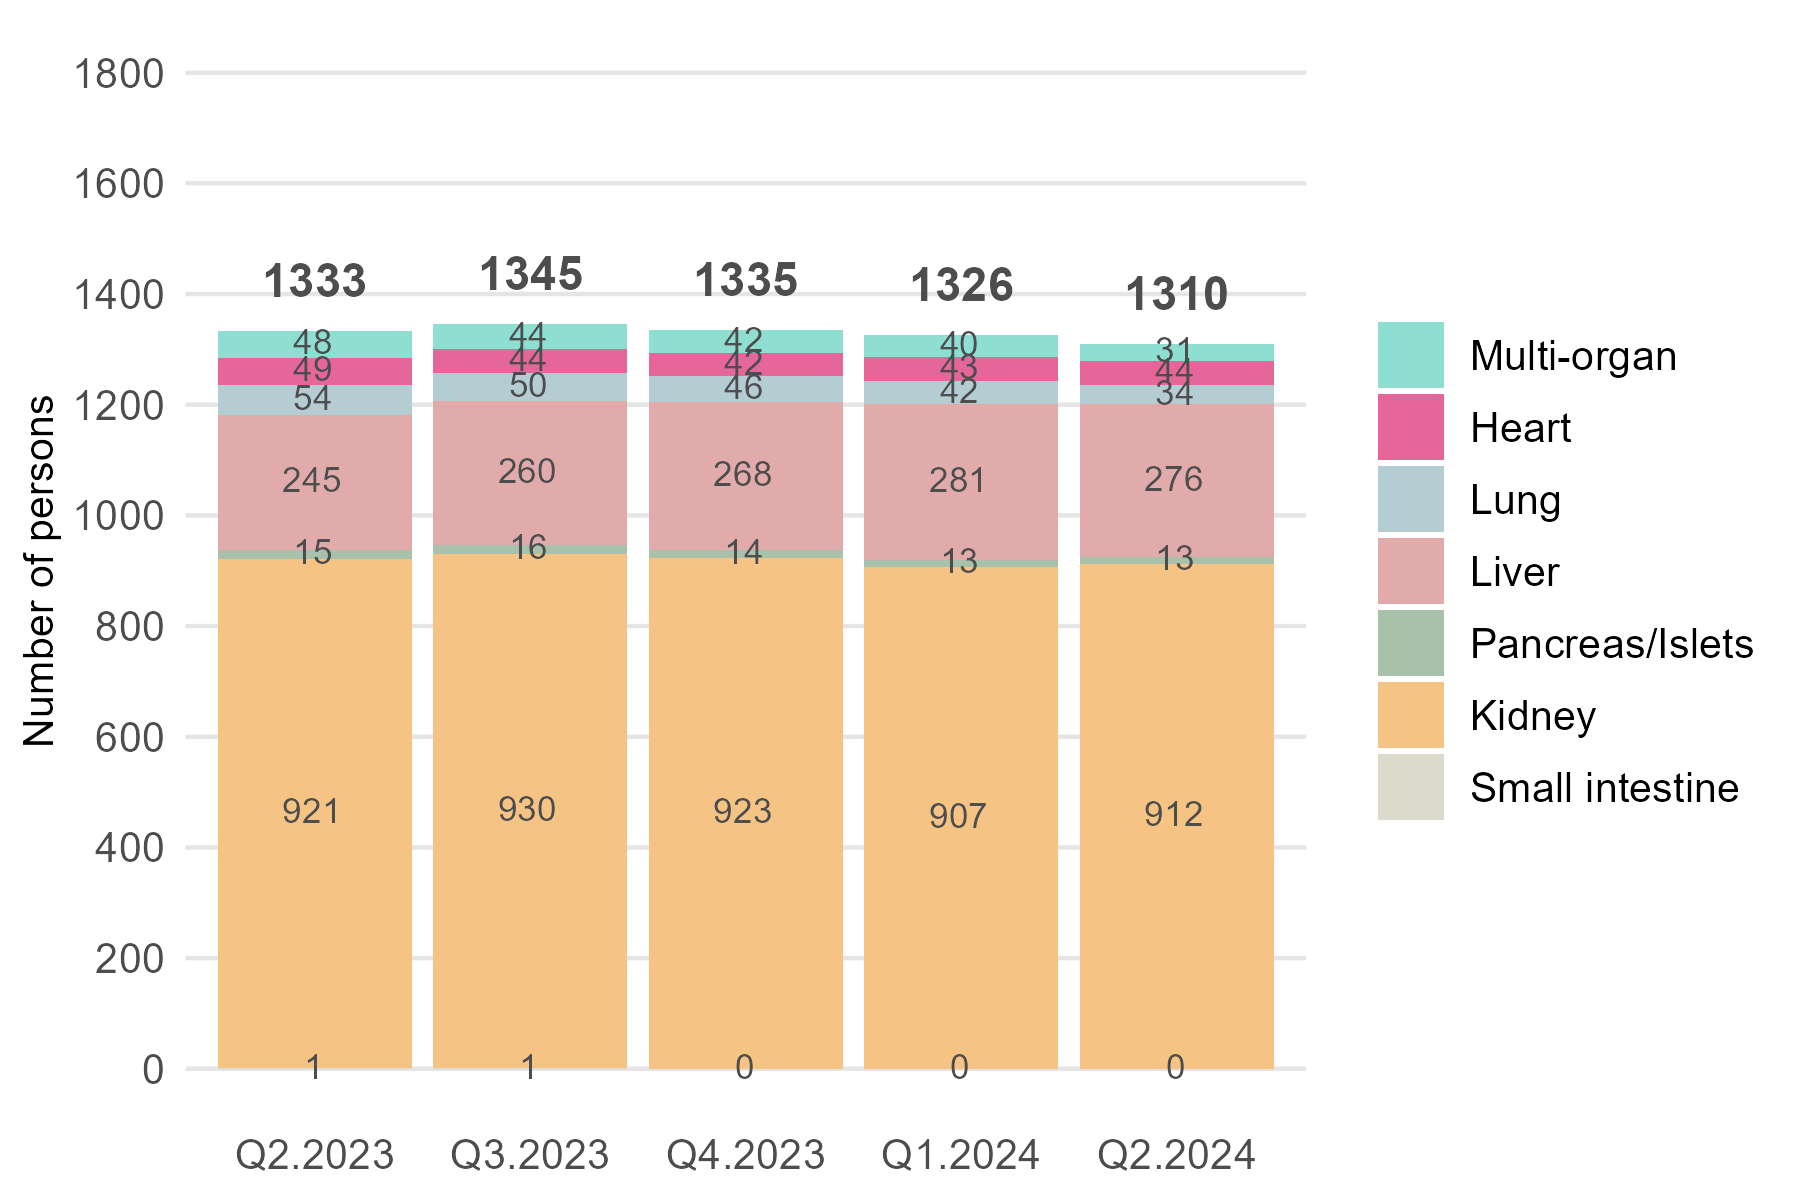 1800
1600
1400
1200
1000
800
600
400
200
0
Number of persons
1333 1345 1335 1326 1310
48 44 42 40 31
49 44 42 43 44
54 50 46 42 34
245 260 268 281 276
15 16 14 13 13
921 930 923 907 912
1 1 0 0 0
Q2.2023 Q3.2023 Q4.2023 Q1.2024 Q2.2024
Multi-organ
Heart
Lung
Liver
Pancreas/Islets
Kidney
Small intestine